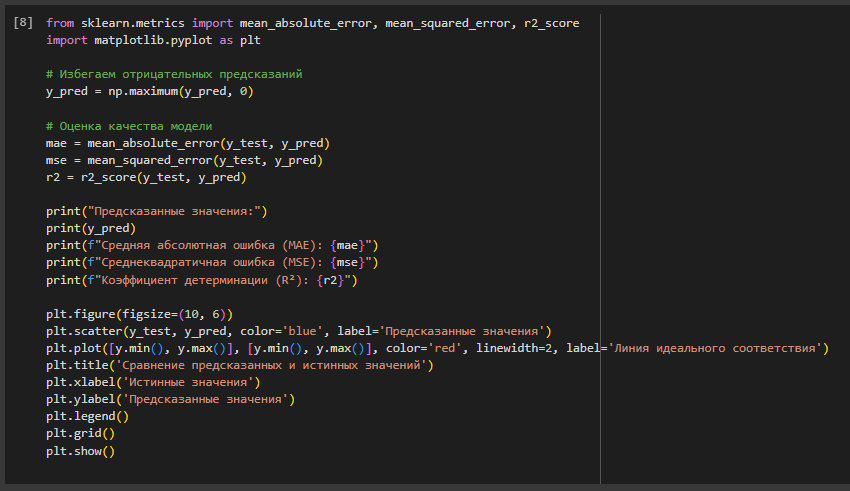 [8] from sklearn.metrics import mean_absolute_error, mean_squared_error, r2_score
import matplotlib.pyplot as plt
# Избегаем отрицательных предсказаний
y_pred = np.maximum(y_pred, 0)
# Оценка качества модели
mae = mean_absolute_error(y_test, y_pred)
mse = mean_squared_error(y_test, y_pred)
r2 = r2_score(y_test, y_pred)
print("Предсказанные значения:")
print(y_pred)
print(f"Средняя абсолютная ошибка (MAE): {mae}")
print(f"Среднеквадратичная ошибка (MSE): {mse}")
print(f"Коэффициент детерминации (R²): {r2}")
plt.figure(figsize=(10, 6))
plt.scatter(y_test, y_pred, color='blue', label='Предсказанные значения')
plt.plot([y.min(), y.max()], [y.min(), y.max()], color='red', linewidth=2, label='Линия идеального соответствия')
plt.title('Сравнение предсказанных и истинных значений')
plt.xlabel('Истинные значения')
plt.ylabel('Предсказанные значения')
plt.legend()
plt.grid()
plt.show()